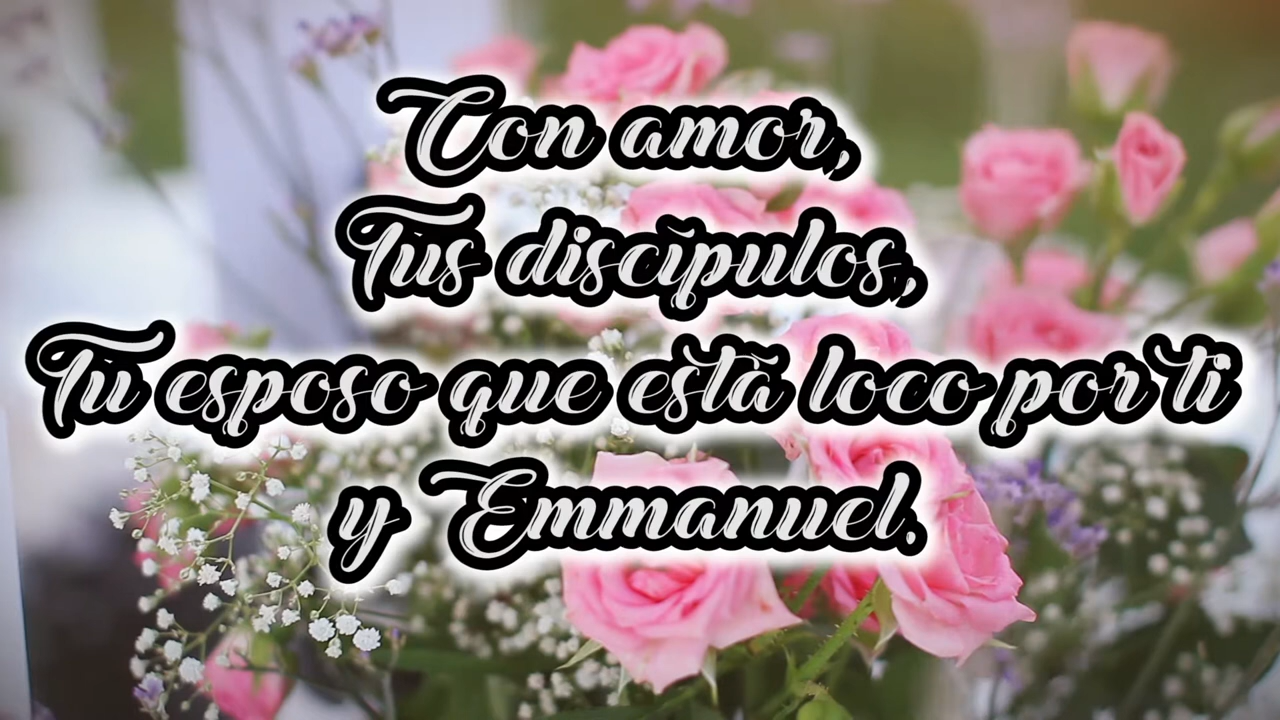 Con amor,
Tus discípulos,
Tu esposo que está loco por ti
y Emmanuel.